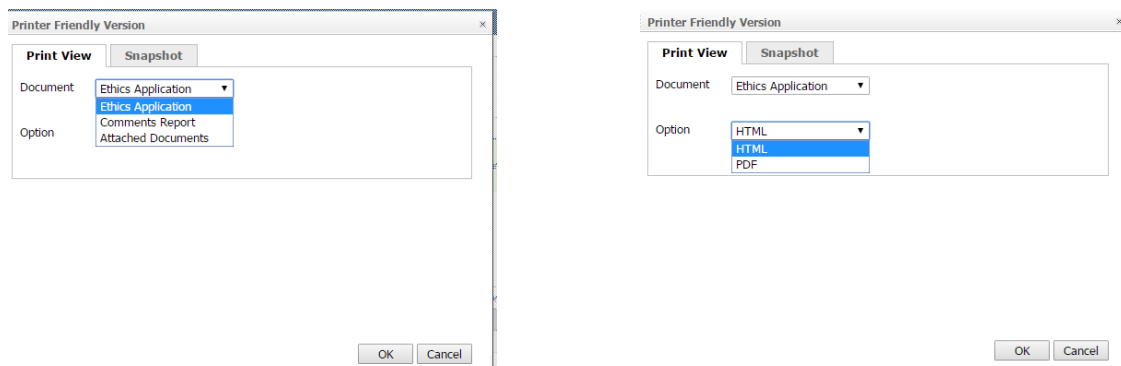 Printer Friendly Version ×
Print View Snapshot
Document Ethics Application ▼
Ethics Application
Comments Report
Option
Attached Documents
OK Cancel
Printer Friendly Version ×
Print View Snapshot
Document Ethics Application ▼
Option HTML ▼
HTML
PDF
OK Cancel